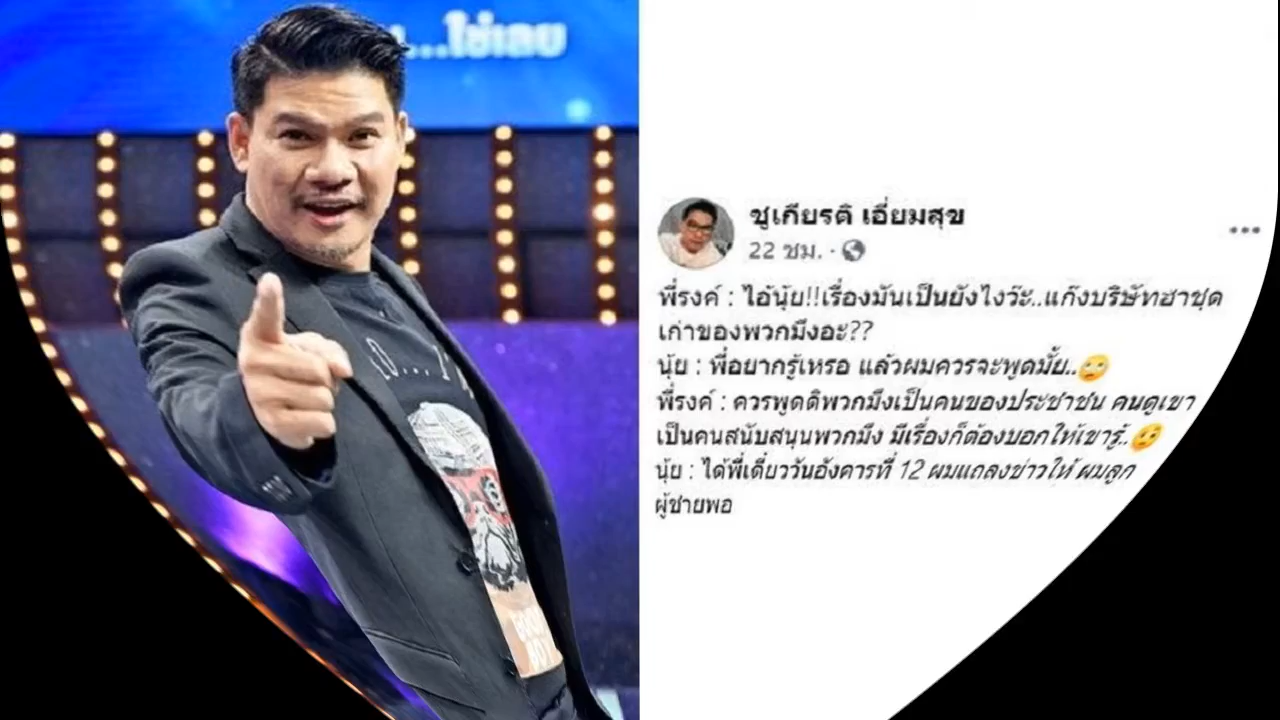 ...ใช่เลย
ชูเกียรติ เอี่ยมสุข
22 ชม. ·
พี่รงค์ : ไอ้นุ้ย!!เรื่องมันเป็นยังไงว๊ะ..แก๊งบริษัทฮาชุด
เก่าของพวกมึงอะ??
นุ้ย : พี่อยากรู้เหรอ แล้วผมควรจะพูดมั้ย..🙄
พี่รงค์ : ควรพูดดิพวกมึงเป็นคนของประชาชน คนดูเขา
เป็นคนสนับสนุนพวกมึง มีเรื่องก็ต้องบอกให้เขารู้..
นุ้ย : ได้พี่เดี่ยววันอังคารที่ 12 ผมแถลงข่าวให้ ผมลูก
ผู้ชายพอ